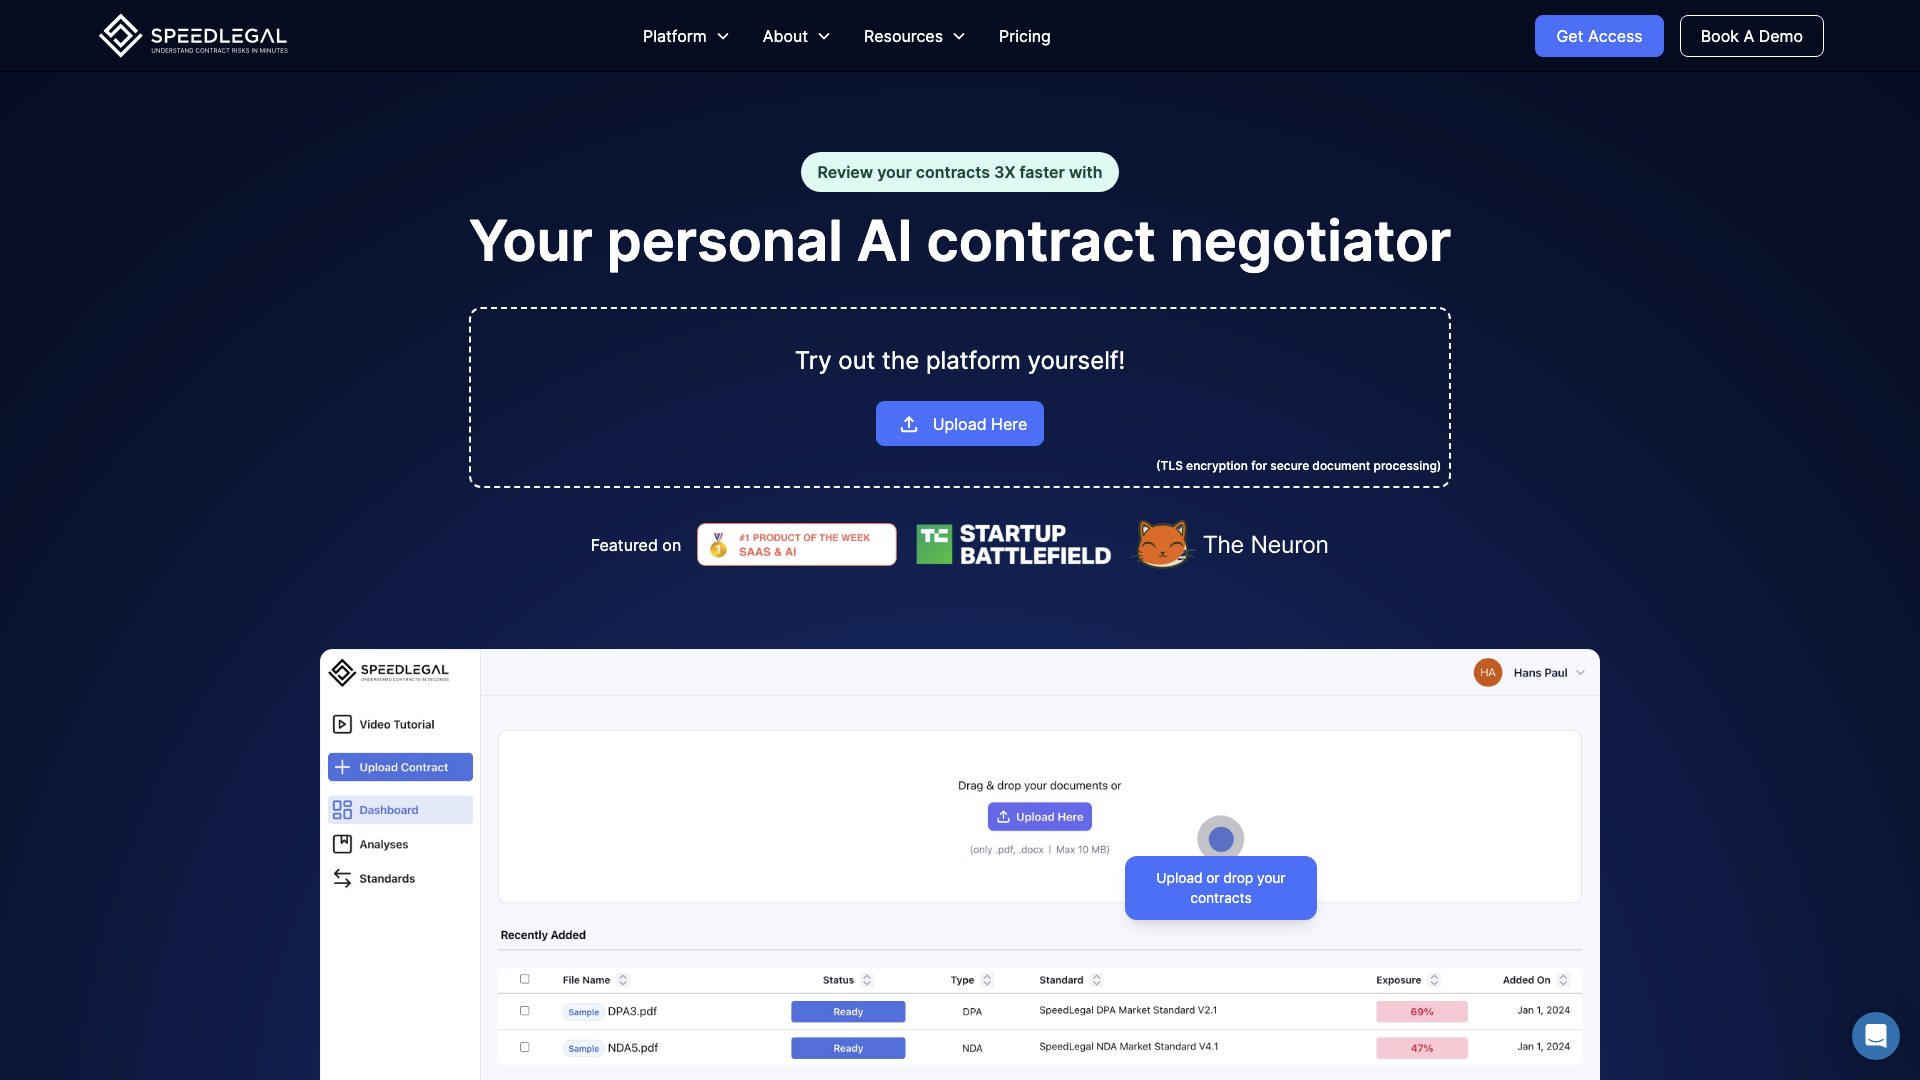 SPEEDLEGAL
UNDERSTAND CONTRACT RISKS IN MINUTES
Platform
About
Resources
Pricing
Get Access
Book A Demo
Review your contracts 3X faster with
Your personal AI contract negotiator
Try out the platform yourself!
Upload Here
(TLS encryption for secure document processing)
Featured on
1
#1 PRODUCT OF THE WEEK
SAAS & AI
TC
STARTUP
BATTLEFIELD
The Neuron
SPEEDLEGAL
UNDERSTAND CONTRACTS IN SECONDS
HA
Hans Paul
Video Tutorial
Upload Contract
Dashboard
Analyses
Standards
Drag & drop your documents or
Upload Here
(only .pdf, .docx | Max 10 MB)
Upload or drop your
contracts
Recently Added
File Name Status Type Standard Exposure Added On
Sample DPA3.pdf Ready DPA SpeedLegal DPA Market Standard V2.1 69% Jan 1, 2024
Sample NDA5.pdf Ready NDA SpeedLegal NDA Market Standard V4.1 47% Jan 1, 2024